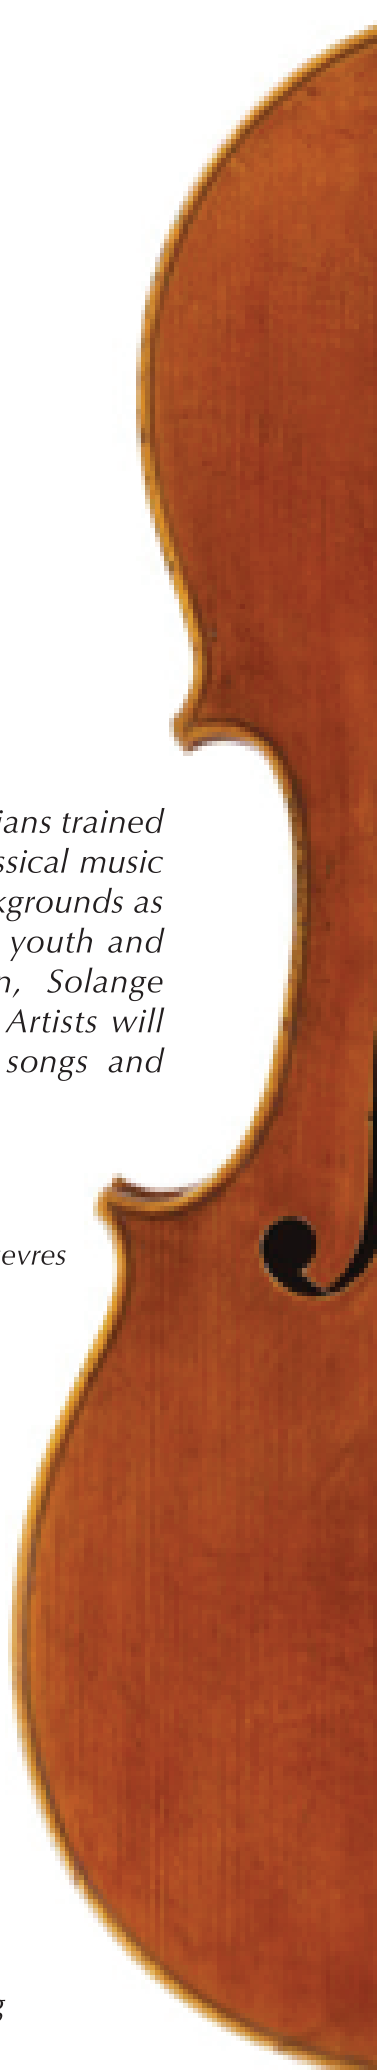 ians trained
ssical music
kgrounds as
youth and
n, Solange
Artists will
songs and
evres
g